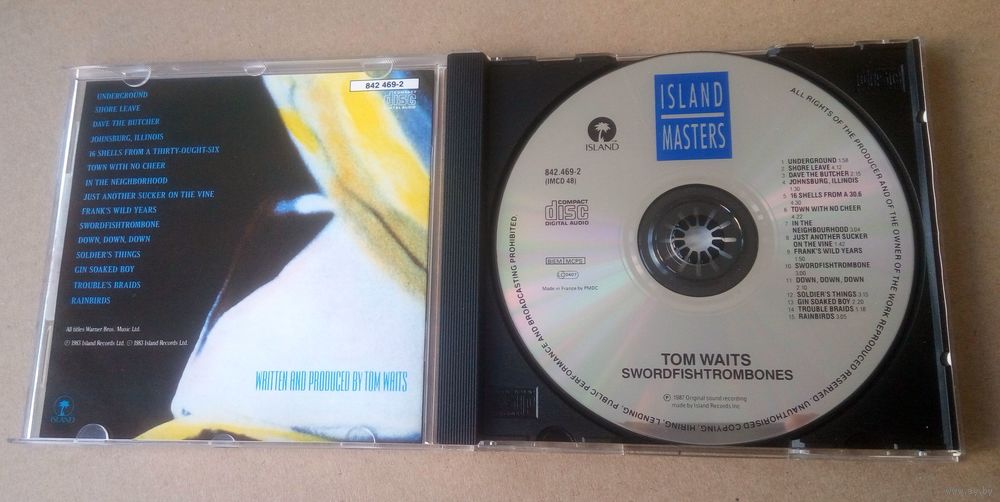 842 469-2
COMPACT
disc
DIGITAL AUDIO
UNDERGROUND
SHORE LEAVE
DAVE THE BUTCHER
JOHNSBURG, ILLINOIS
16 SHELLS FROM A THIRTY-OUGHT-SIX
TOWN WITH NO CHEER
IN THE NEIGHBORHOOD
JUST ANOTHER SUCKER ON THE VINE
FRANK'S WILD YEARS
SWORDFISHTROMBONE
DOWN, DOWN, DOWN
SOLDIER'S THINGS
GIN SOAKED BOY
TROUBLE'S BRAIDS
RAINBIRDS
All titles Warner Bros. Music Ltd.
℗ 1983 Island Records Ltd. © 1983 Island Records Ltd.
WRITTEN AND PRODUCED BY TOM WAITS
ISLAND
ISLAND
MASTERS
ISLAND
842.469-2
(IMCD 48)
COMPACT
disc
DIGITAL AUDIO
BIEM MCPS
LC 0407
Made in France by PMDC
1 UNDERGROUND 1:58
2 SHORE LEAVE 4:12
3 DAVE THE BUTCHER 2:15
4 JOHNSBURG, ILLINOIS
1:30
5 16 SHELLS FROM A 30.6
4:30
6 TOWN WITH NO CHEER
4:22
7 IN THE
NEIGHBOURHOOD 3:04
8 JUST ANOTHER SUCKER
ON THE VINE 1:42
9 FRANK'S WILD YEARS
1:50
10 SWORDFISHTROMBONE
3:00
11 DOWN, DOWN, DOWN
2:10
12 SOLDIER'S THINGS 3:15
13 GIN SOAKED BOY 2:20
14 TROUBLE BRAIDS 1:18
15 RAINBIRDS 3:05
TOM WAITS
SWORDFISHTROMBONES
℗ 1987 Original sound recording
made by Island Records Inc.
ALL RIGHTS OF THE PRODUCER AND OF THE OWNER OF THE WORK REPRODUCED RESERVED. UNAUTHORISED COPYING, HIRING, LENDING, PUBLIC PERFORMANCE AND BROADCASTING PROHIBITED.
www.ay.by